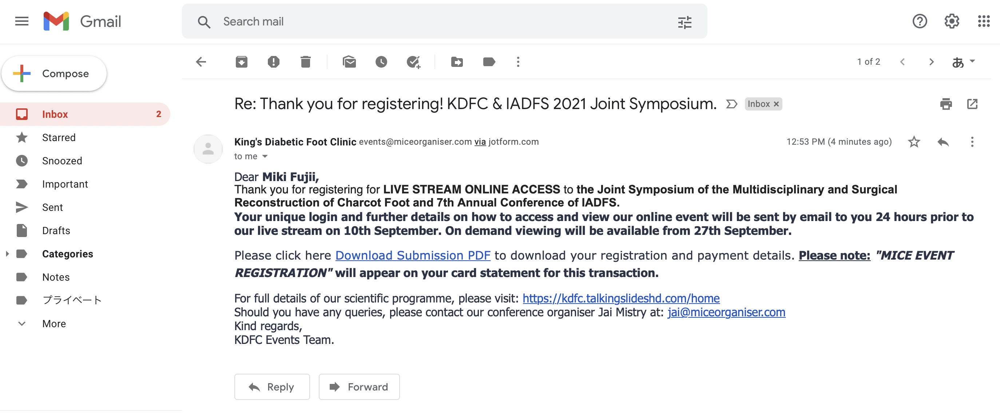 Gmail
Search mail
Compose
1 of 2
あ
Inbox 2
Starred
Snoozed
Important
Sent
Drafts
Categories
Notes
プライベート
More
Re: Thank you for registering! KDFC & IADFS 2021 Joint Symposium. Inbox ×
King's Diabetic Foot Clinic events@miceorganiser.com via jotform.com 12:53 PM (4 minutes ago)
to me
Dear Miki Fujii,
Thank you for registering for LIVE STREAM ONLINE ACCESS to the Joint Symposium of the Multidisciplinary and Surgical
Reconstruction of Charcot Foot and 7th Annual Conference of IADFS.
Your unique login and further details on how to access and view our online event will be sent by email to you 24 hours prior to
our live stream on 10th September. On demand viewing will be available from 27th September.
Please click here Download Submission PDF to download your registration and payment details. Please note: "MICE EVENT
REGISTRATION" will appear on your card statement for this transaction.
For full details of our scientific programme, please visit: https://kdfc.talkingslideshd.com/home
Should you have any queries, please contact our conference organiser Jai Mistry at: jai@miceorganiser.com
Kind regards,
KDFC Events Team.
Reply
Forward